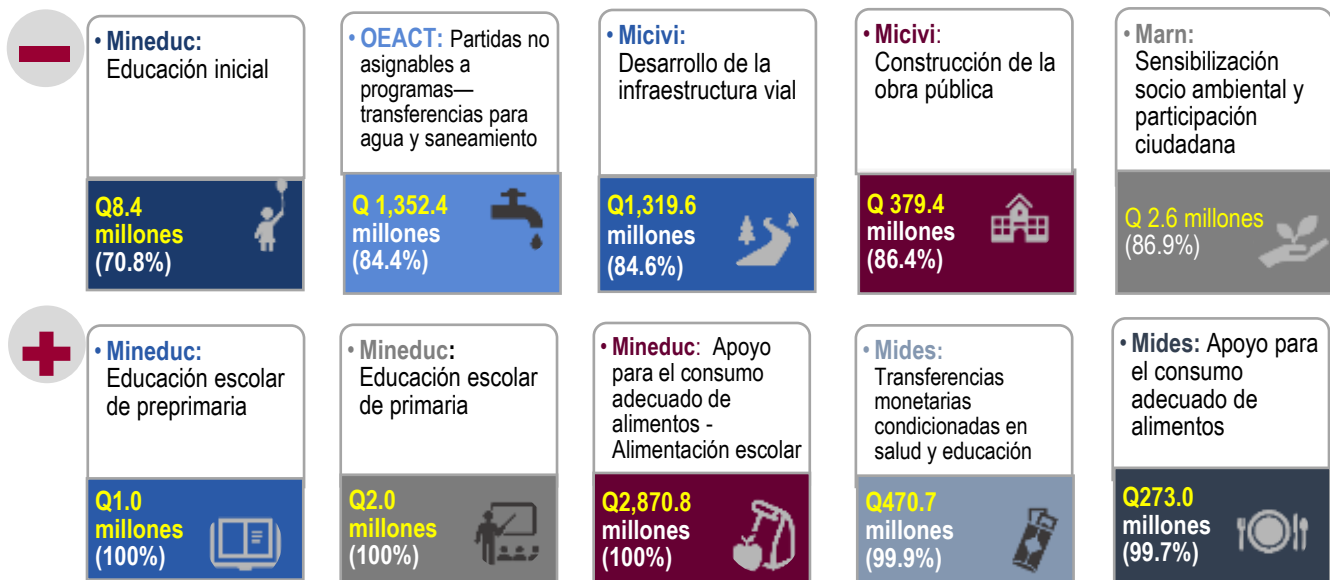 • Mineduc:
Educación inicial
Q8.4
millones
(70.8%)
• OEACT: Partidas no
asignables a
programas—
transferencias para
agua y saneamiento
Q 1,352.4
millones
(84.4%)
• Micivi:
Desarrollo de la
infraestructura vial
Q1,319.6
millones
(84.6%)
• Micivi:
Construcción de la
obra pública
Q 379.4
millones
(86.4%)
• Marn:
Sensibilización
socio ambiental y
participación
ciudadana
Q 2.6 millones
(86.9%)
• Mineduc:
Educación escolar
de preprimaria
Q1.0
millones
(100%)
• Mineduc:
Educación escolar
de primaria
Q2.0
millones
(100%)
• Mineduc: Apoyo
para el consumo
adecuado de
alimentos -
Alimentación escolar
Q2,870.8
millones
(100%)
• Mides:
Transferencias
monetarias
condicionadas en
salud y educación
Q470.7
millones
(99.9%)
• Mides: Apoyo para
el consumo
adecuado de
alimentos
Q273.0
millones
(99.7%)